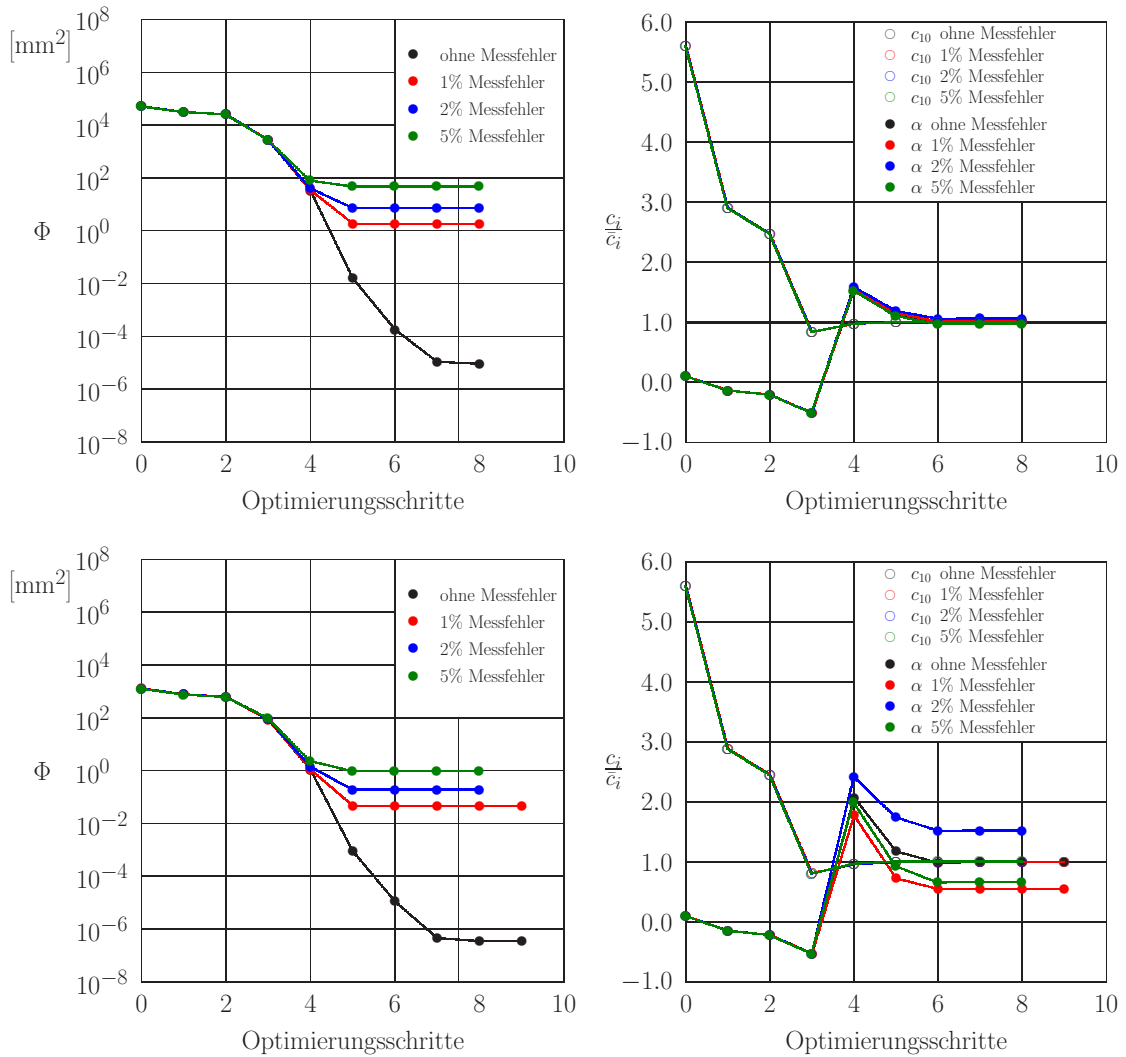 [mm²]
Φ
10⁸
10⁶
10⁴
10²
10⁰
10⁻²
10⁻⁴
10⁻⁶
10⁻⁸
0 2 4 6 8 10
Optimierungsschritte
ohne Messfehler
1% Messfehler
2% Messfehler
5% Messfehler
cᵢ
c̄ᵢ
6.0
5.0
4.0
3.0
2.0
1.0
0.0
−1.0
0 2 4 6 8 10
Optimierungsschritte
c₁₀ ohne Messfehler
c₁₀ 1% Messfehler
c₁₀ 2% Messfehler
c₁₀ 5% Messfehler
α ohne Messfehler
α 1% Messfehler
α 2% Messfehler
α 5% Messfehler
[mm²]
Φ
10⁸
10⁶
10⁴
10²
10⁰
10⁻²
10⁻⁴
10⁻⁶
10⁻⁸
0 2 4 6 8 10
Optimierungsschritte
ohne Messfehler
1% Messfehler
2% Messfehler
5% Messfehler
cᵢ
c̄ᵢ
6.0
5.0
4.0
3.0
2.0
1.0
0.0
−1.0
0 2 4 6 8 10
Optimierungsschritte
c₁₀ ohne Messfehler
c₁₀ 1% Messfehler
c₁₀ 2% Messfehler
c₁₀ 5% Messfehler
α ohne Messfehler
α 1% Messfehler
α 2% Messfehler
α 5% Messfehler